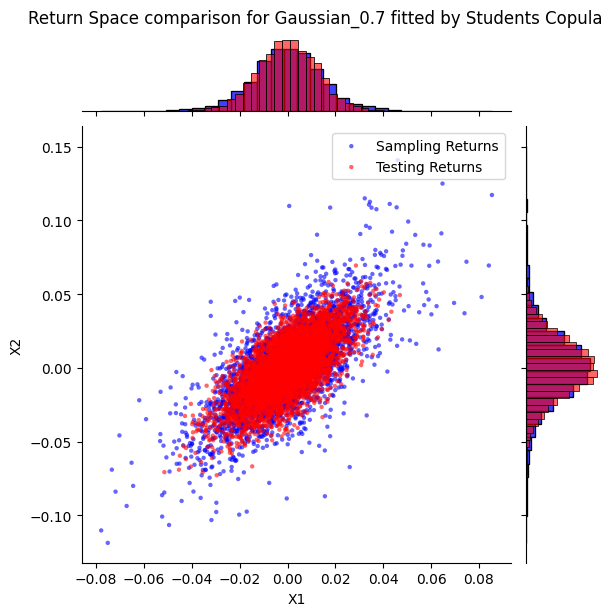 Return Space comparison for Gaussian_0.7 fitted by Students Copula
Sampling Returns
Testing Returns
0.15
0.10
0.05
0.00
−0.05
−0.10
X2
−0.08 −0.06 −0.04 −0.02 0.00 0.02 0.04 0.06 0.08
X1